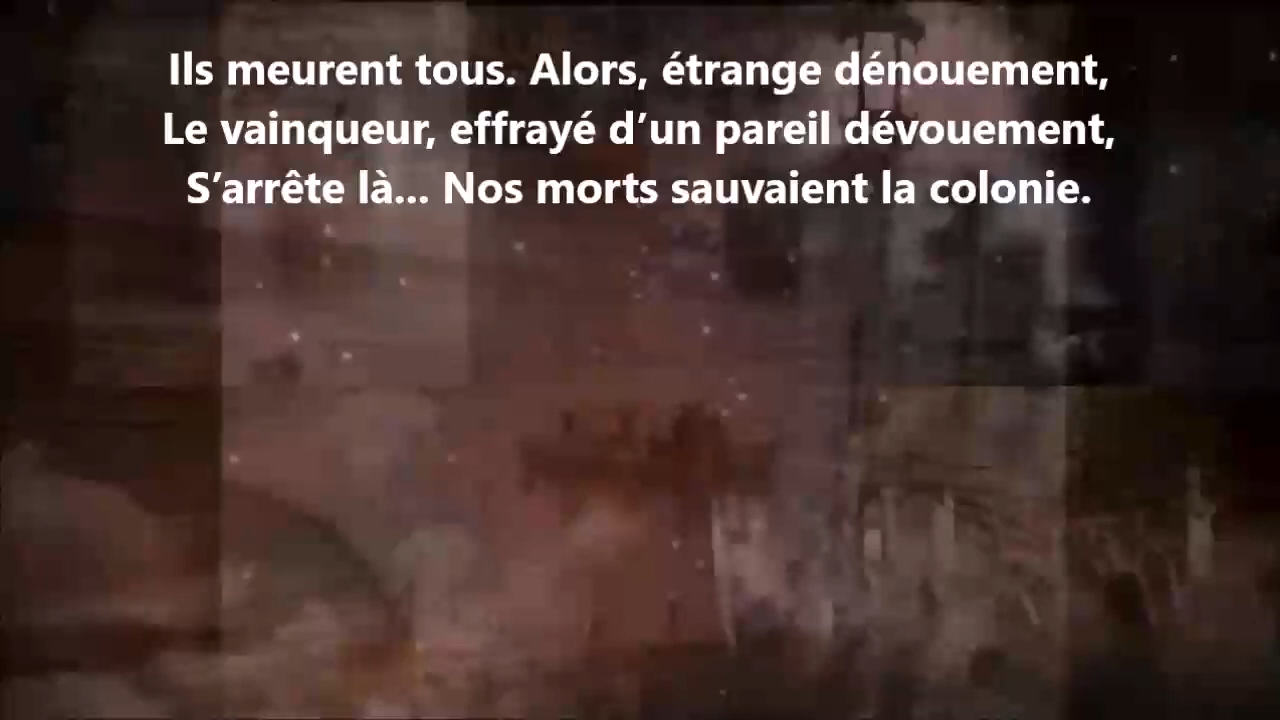 Ils meurent tous. Alors, étrange dénouement,
Le vainqueur, effrayé d’un pareil dévouement,
S’arrête là... Nos morts sauvaient la colonie.